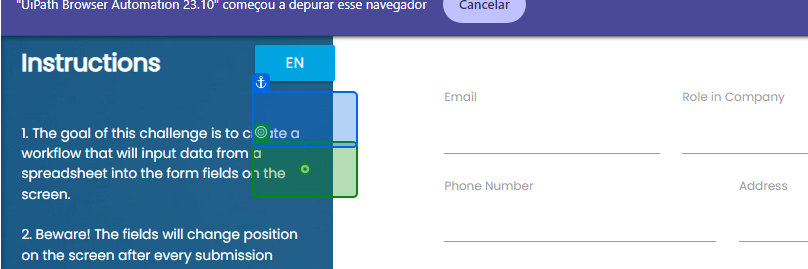 "UiPath Browser Automation 23.10" começou a depurar esse navegador
Cancelar
Instructions
EN
1. The goal of this challenge is to create a
workflow that will input data from a
spreadsheet into the form fields on the
screen.
2. Beware! The fields will change position
on the screen after every submission
Email
Role in Company
Phone Number
Address